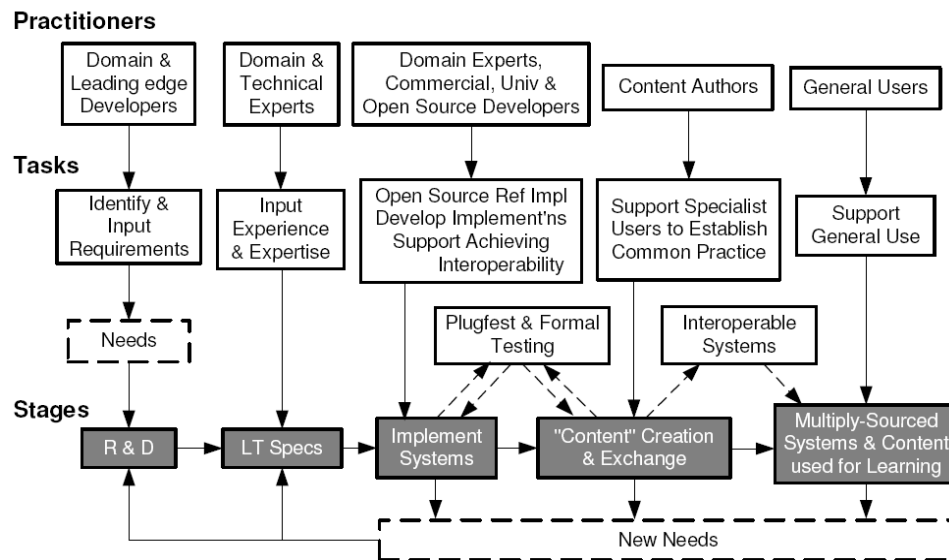 Practitioners
Domain &
Leading edge
Developers
Domain &
Technical
Experts
Domain Experts,
Commercial, Univ &
Open Source Developers
Content Authors
General Users
Tasks
Identify &
Input
Requirements
Input
Experience
& Expertise
Open Source Ref Impl
Develop Implement'ns
Support Achieving
Interoperability
Support Specialist
Users to Establish
Common Practice
Support
General Use
Needs
Plugfest & Formal
Testing
Interoperable
Systems
Stages
R & D
LT Specs
Implement
Systems
"Content" Creation
& Exchange
Multiply-Sourced
Systems & Content
used for Learning
New Needs